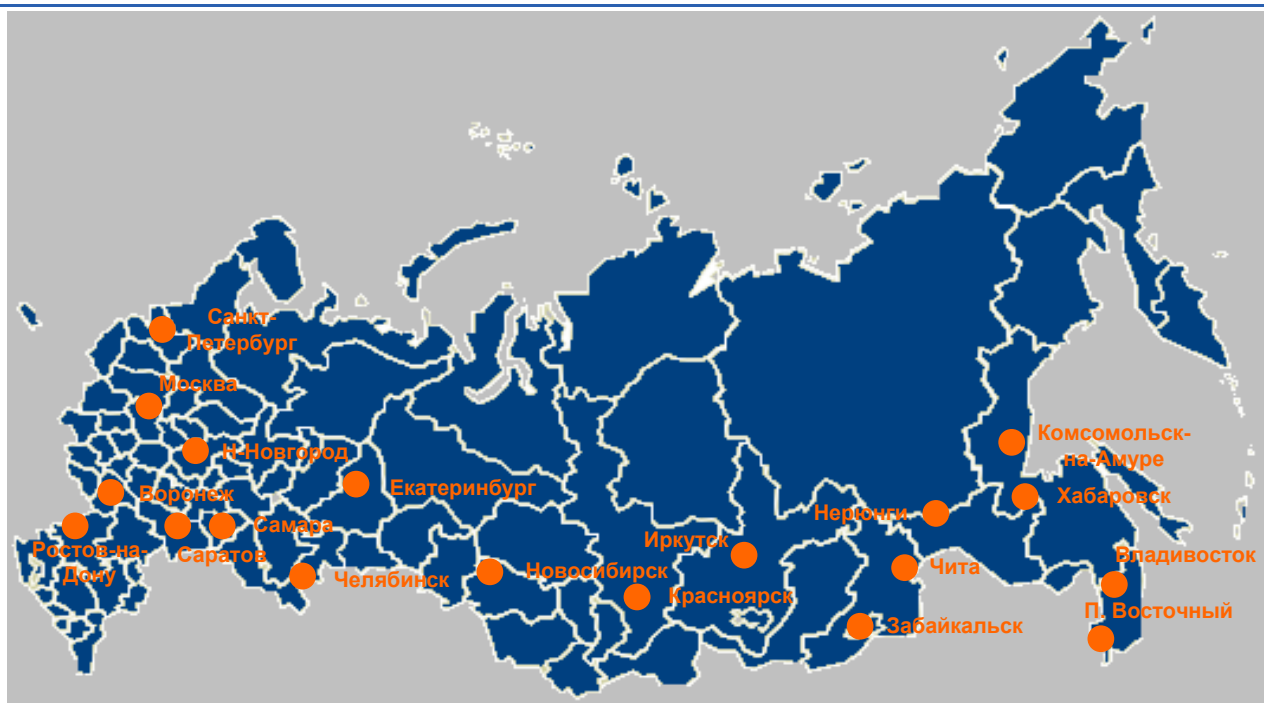 Санкт-
Петербург
Москва
Н-Новгород
Екатеринбург
Воронеж
Самара
Саратов
Ростов-на-
Дону
Челябинск
Новосибирск
Красноярск
Иркутск
Нерюнги
Чита
Забайкальск
Комсомольск-
на-Амуре
Хабаровск
Владивосток
П. Восточный